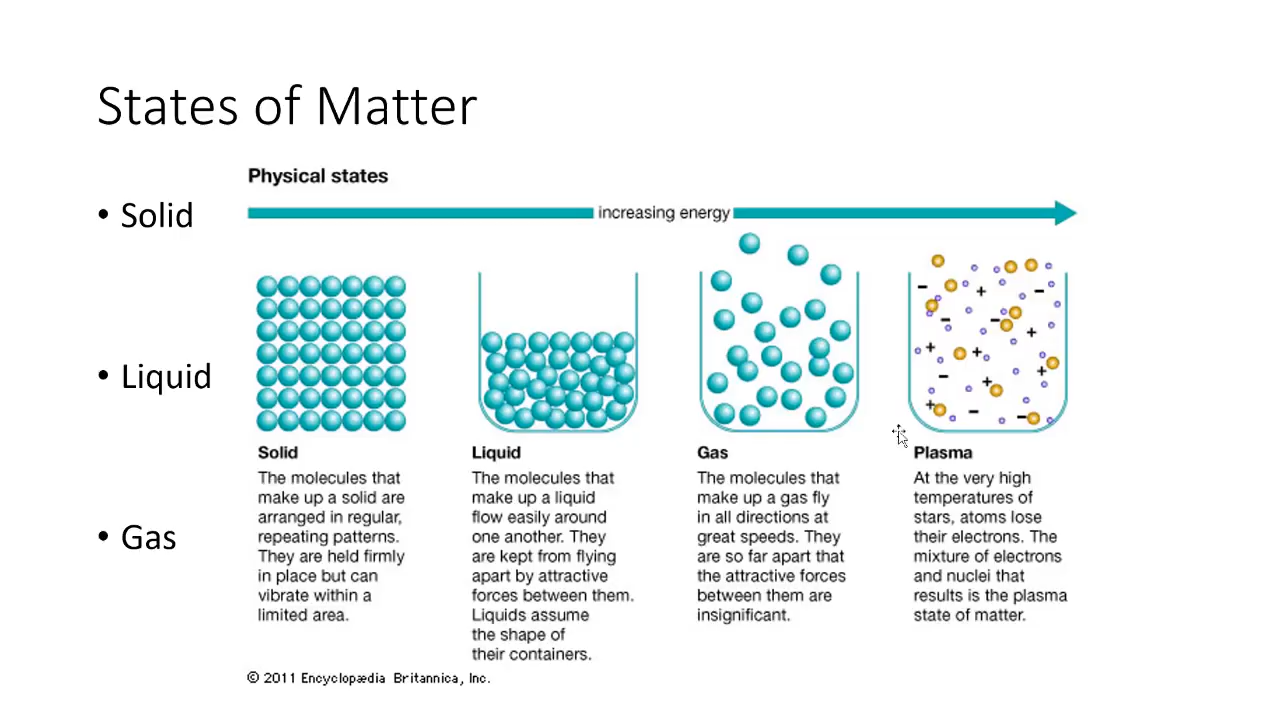 States of Matter
• Solid
• Liquid
• Gas
Physical states
increasing energy
Solid
The molecules that
make up a solid are
arranged in regular,
repeating patterns.
They are held firmly
in place but can
vibrate within a
limited area.
Liquid
The molecules that
make up a liquid
flow easily around
one another. They
are kept from flying
apart by attractive
forces between them.
Liquids assume
the shape of
their containers.
Gas
The molecules that
make up a gas fly
in all directions at
great speeds. They
are so far apart that
the attractive forces
between them are
insignificant.
Plasma
At the very high
temperatures of
stars, atoms lose
their electrons. The
mixture of electrons
and nuclei that
results is the plasma
state of matter.
© 2011 Encyclopædia Britannica, Inc.